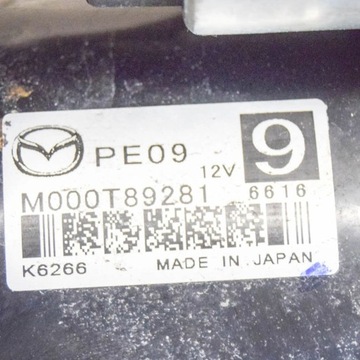 PE09 12V 9
M000T89281 6616
K6266 MADE IN JAPAN